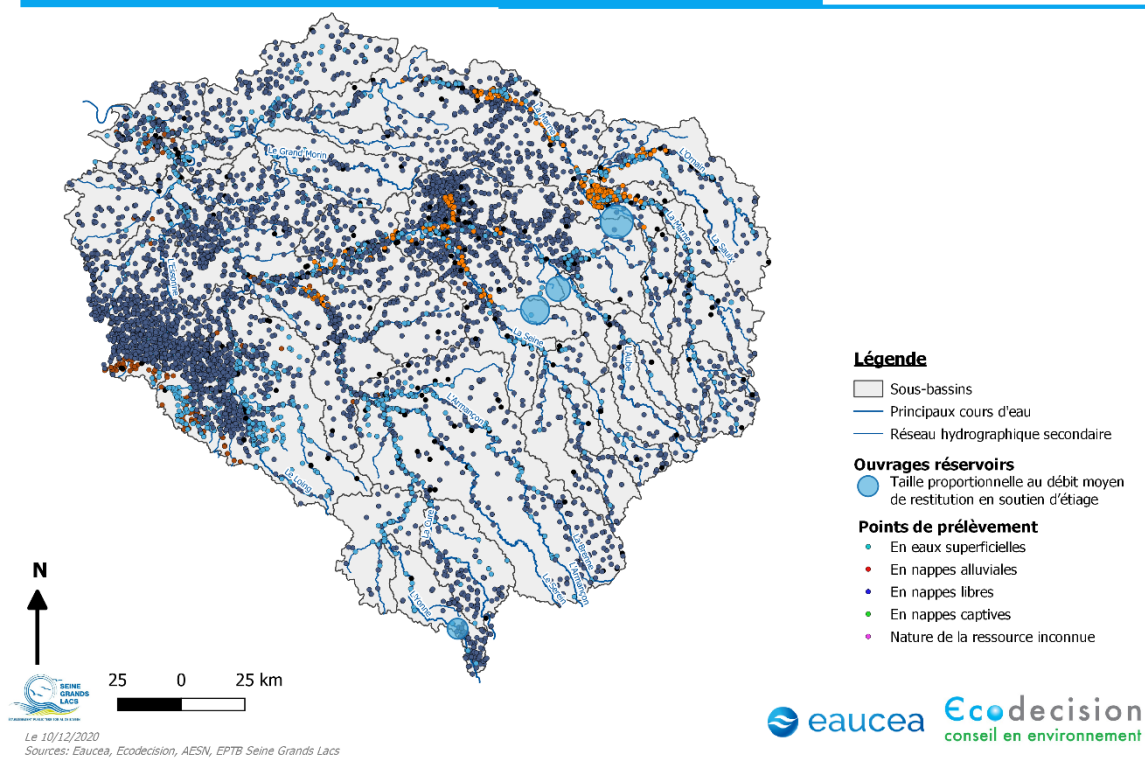 La Marne
L'Ornain
Le Grand Morin
La Marne
La Saulx
L'Essonne
La Seine
L'Aube
L'Armançon
Le Loing
La Cure
La Brenne
L'Armançon
Le Serein
L'Yonne
Légende
Sous-bassins
Principaux cours d'eau
Réseau hydrographique secondaire
Ouvrages réservoirs
Taille proportionnelle au débit moyen
de restitution en soutien d'étiage
Points de prélèvement
En eaux superficielles
En nappes alluviales
En nappes libres
En nappes captives
Nature de la ressource inconnue
N
25 0 25 km
SEINE
GRANDS
LACS
eaucea
Ecodecision
conseil en environnement
Le 10/12/2020
Sources: Eaucea, Ecodecision, AESN, EPTB Seine Grands Lacs